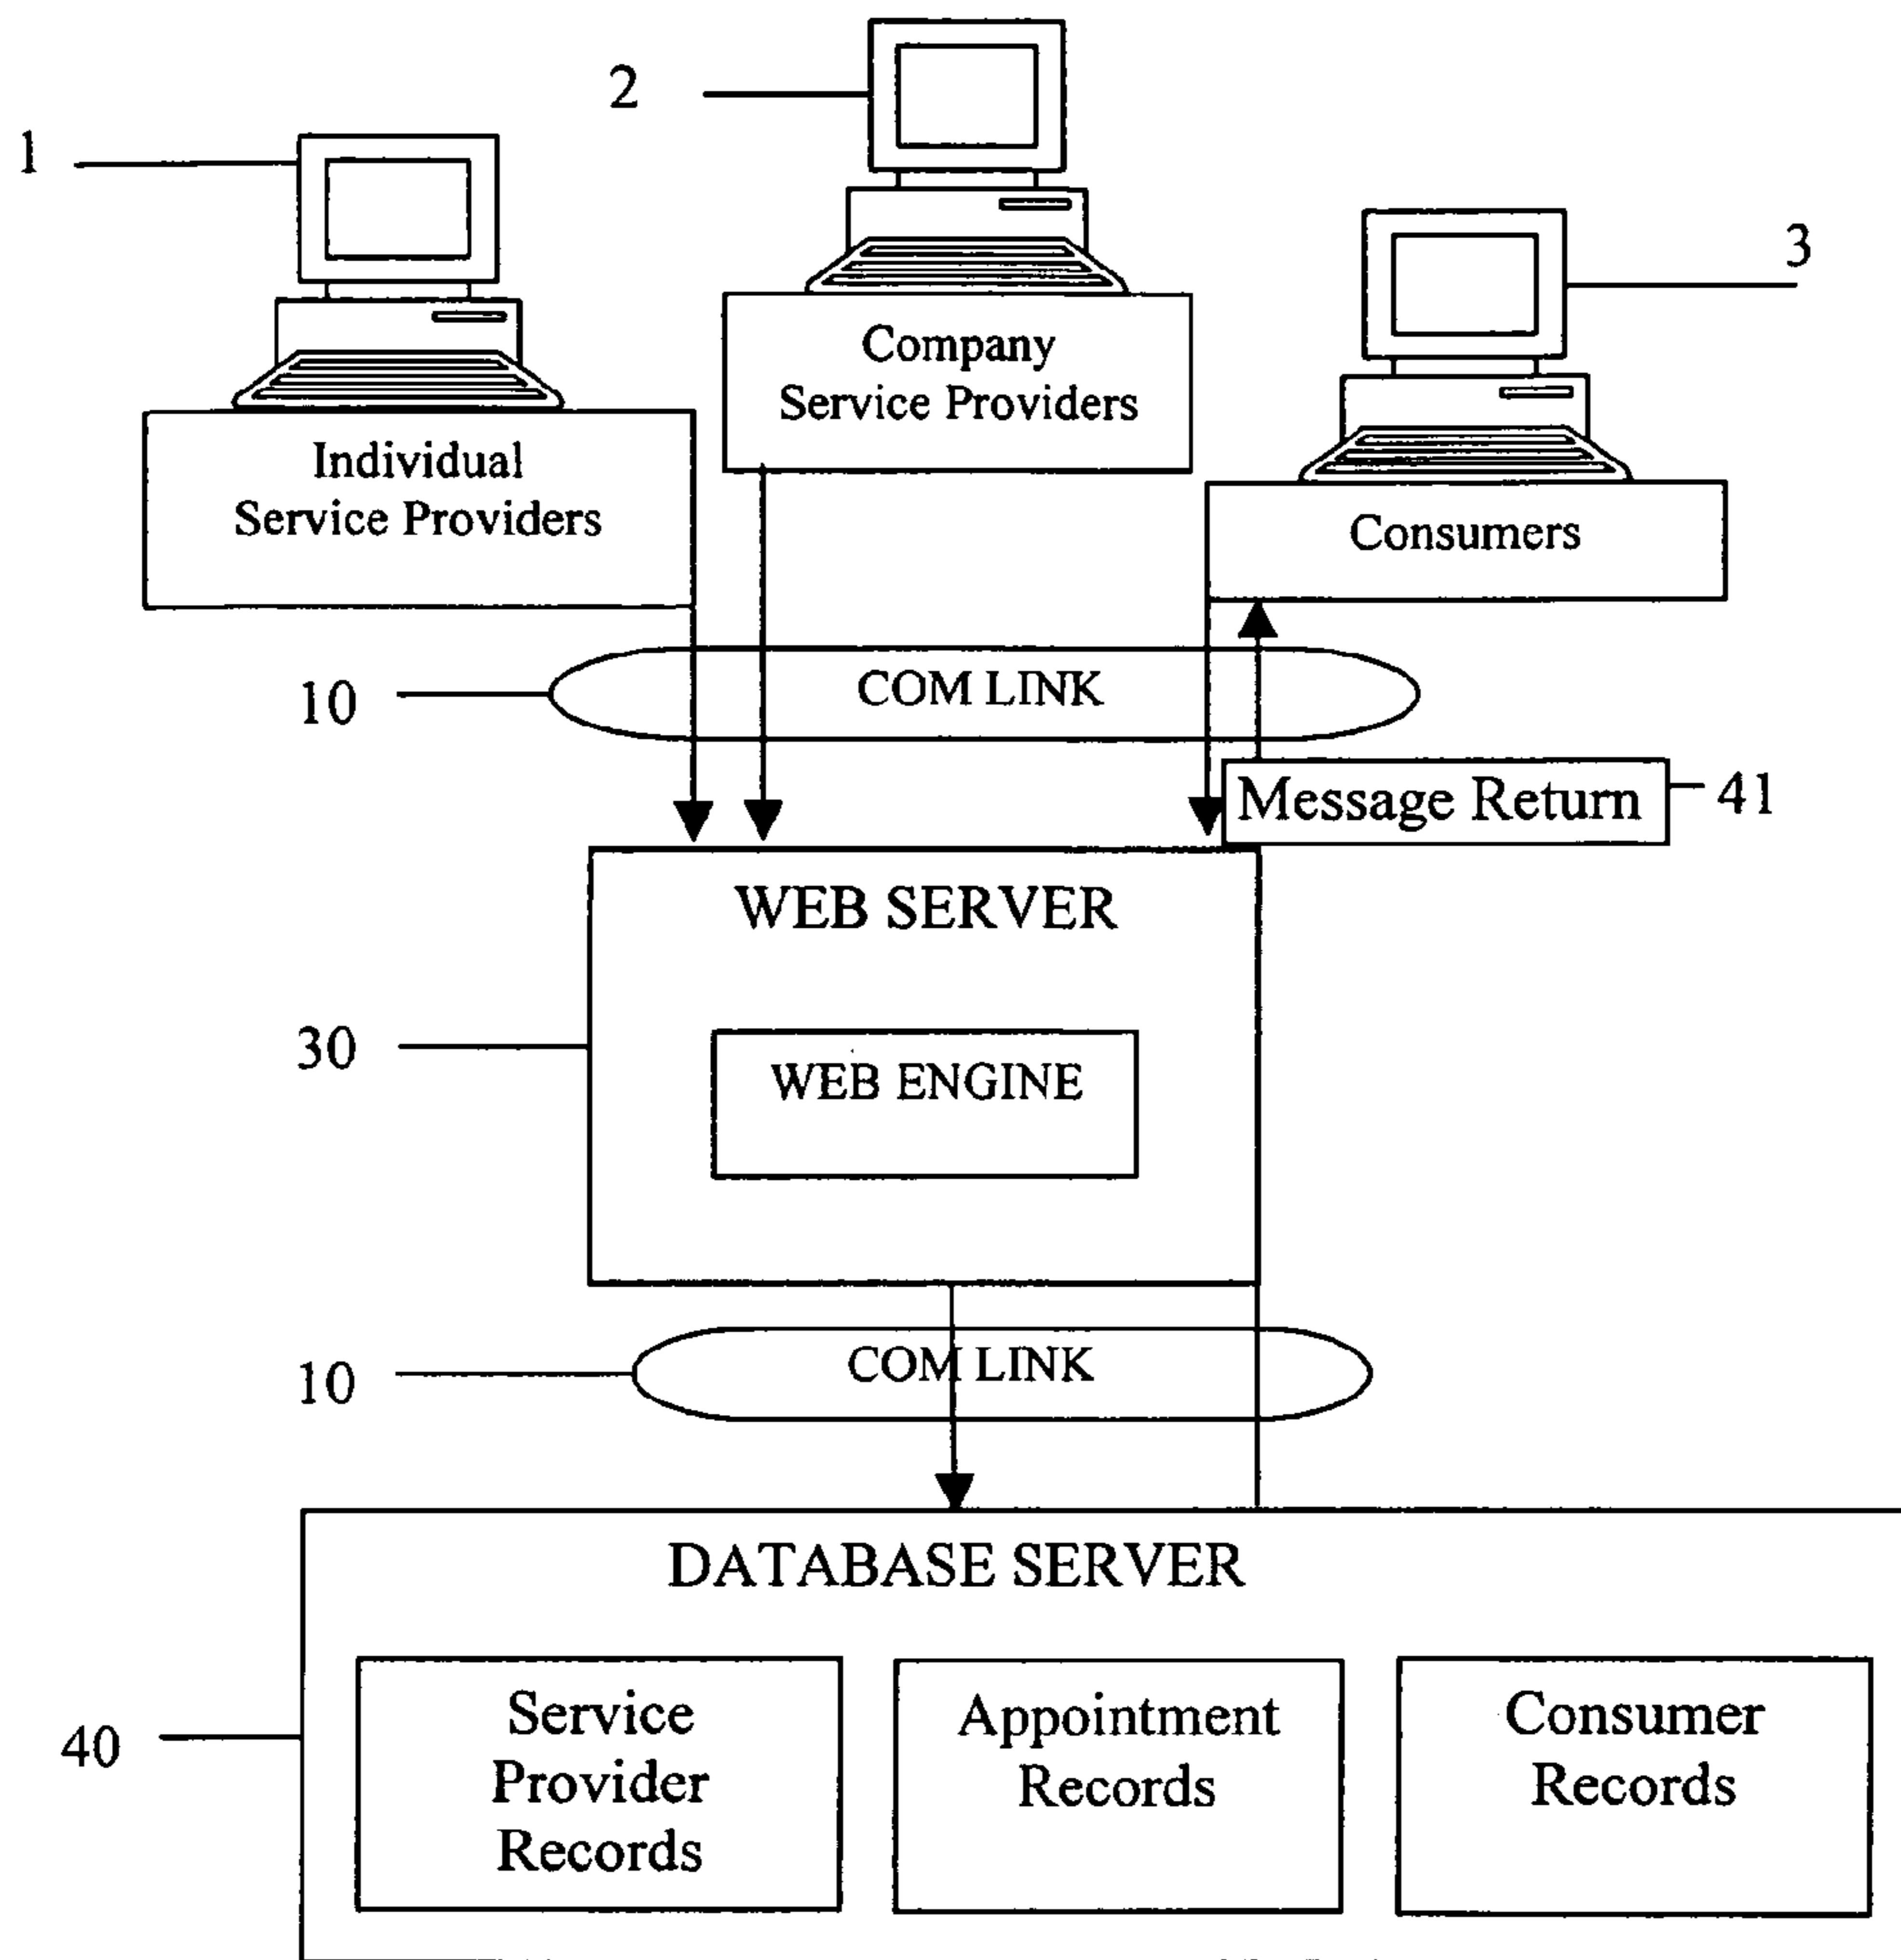 2
1
3
Company
Service Providers
Individual
Service Providers
Consumers
10
COM LINK
Message Return
41
WEB SERVER
30
WEB ENGINE
10
COM LINK
DATABASE SERVER
40
Service
Provider
Records
Appointment
Records
Consumer
Records